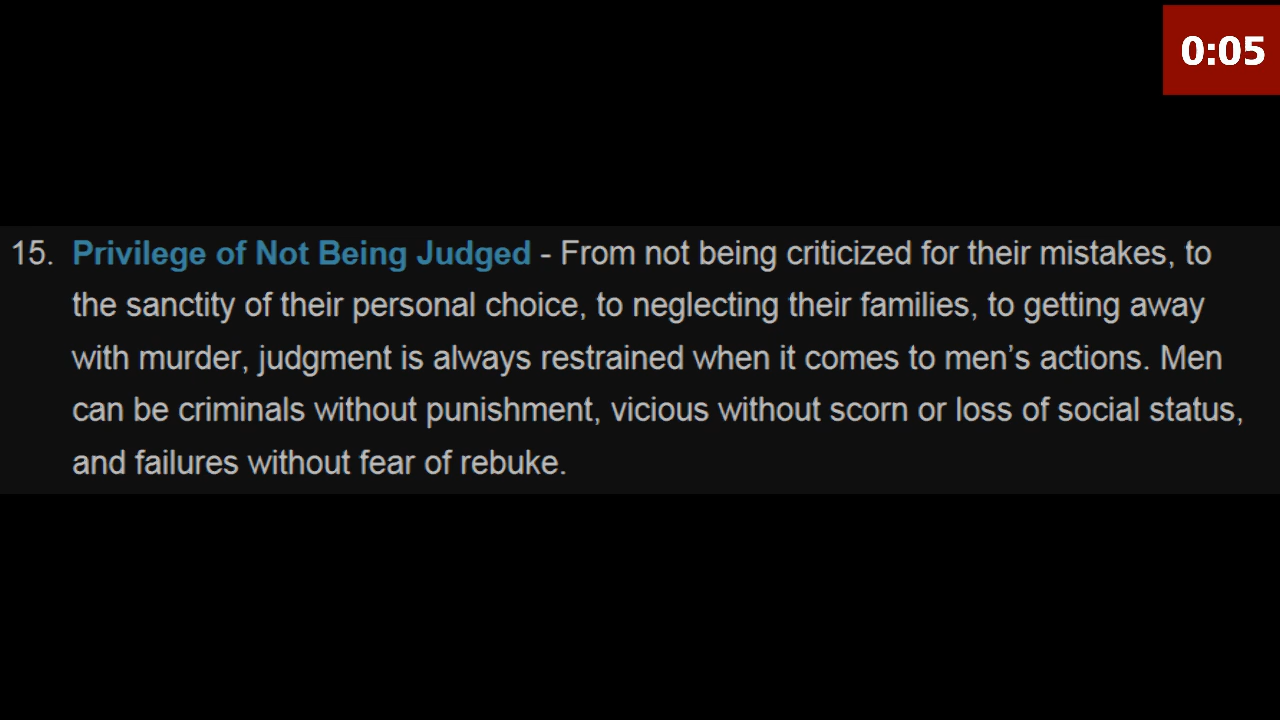 0:05
15. Privilege of Not Being Judged - From not being criticized for their mistakes, to
the sanctity of their personal choice, to neglecting their families, to getting away
with murder, judgment is always restrained when it comes to men’s actions. Men
can be criminals without punishment, vicious without scorn or loss of social status,
and failures without fear of rebuke.